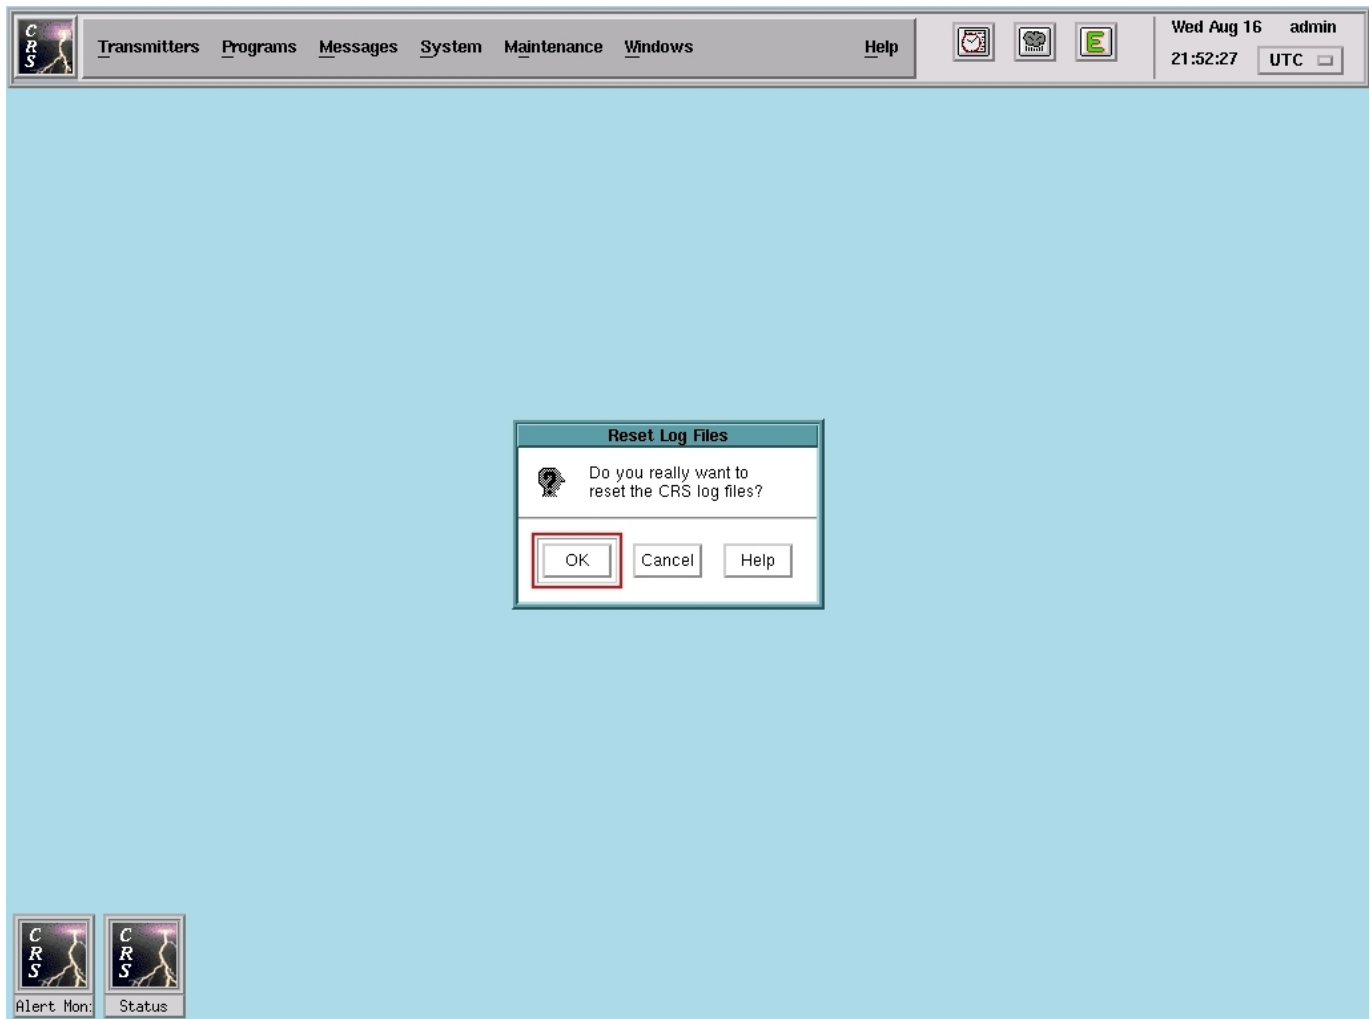 C
R
S
Transmitters Programs Messages System Maintenance Windows Help
E
Wed Aug 16 admin
21:52:27 UTC
Reset Log Files
?
Do you really want to
reset the CRS log files?
OK Cancel Help
C
R
S
Alert Mon:
C
R
S
Status